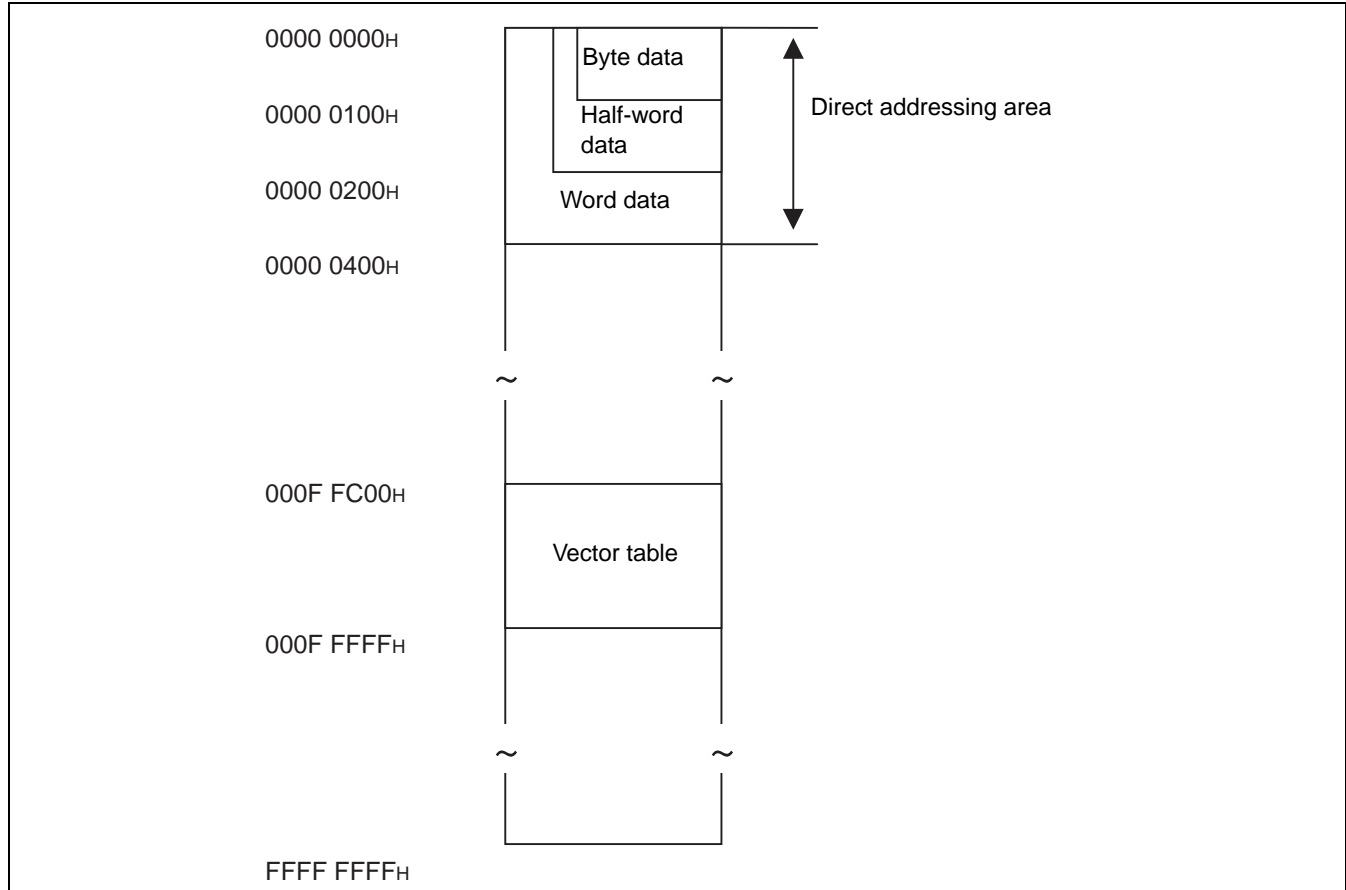 0000 0000H
Byte data
0000 0100H
Direct addressing area
Half-word
data
0000 0200H
Word data
0000 0400H
~ ~
000F FC00H
Vector table
000F FFFFH
~ ~
FFFF FFFFH